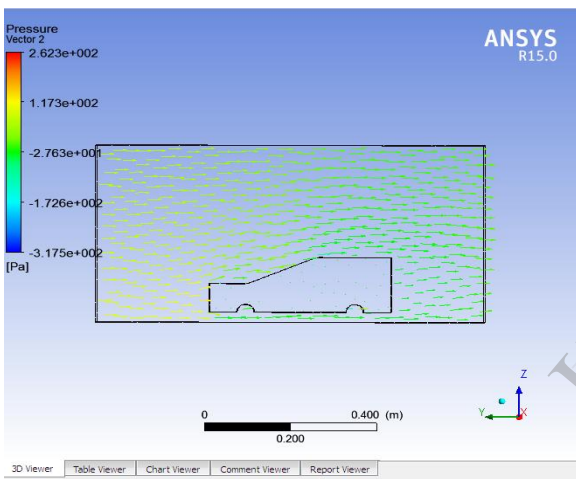 Pressure
Vector 2
2.623e+002
1.173e+002
-2.763e+001
-1.726e+002
-3.175e+002
[Pa]
ANSYS
R15.0
Z
Y
X
0
0.400 (m)
0.200
3D Viewer
Table Viewer
Chart Viewer
Comment Viewer
Report Viewer